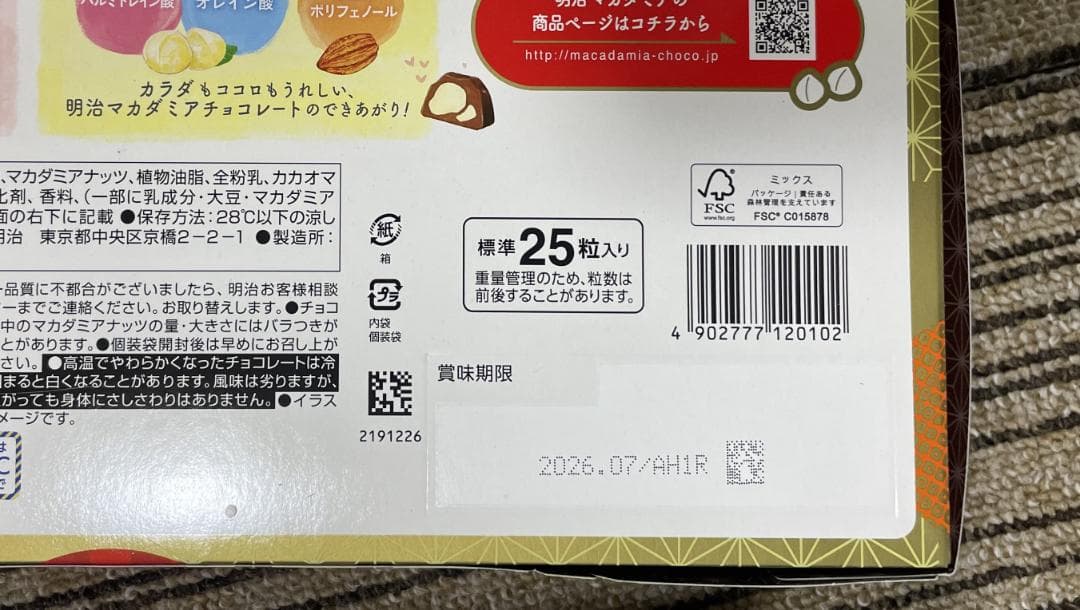 パルミトレイン酸
オレイン酸
ポリフェノール
カラダもココロもうれしい、
明治マカダミアチョコレートのできあがり!
明治マカダミアの
商品ページはコチラから
http://macadamia-choco.jp
、マカダミアナッツ、植物油脂、全粉乳、カカオマ
化剤、香料、(一部に乳成分・大豆・マカダミア
面の右下に記載 ●保存方法:28℃以下の涼し
明治 東京都中央区京橋2-2-1 ●製造所:
品質に不都合がございましたら、明治お客様相談
ーまでご連絡ください。お取り替えします。●チョコ
中のマカダミアナッツの量・大きさにはバラつきが
とがあります。●個装袋開封後は早めにお召し上が
さい。●高温でやわらかくなったチョコレートは冷
まると白くなることがあります。風味は劣りますが、
がっても身体にさしさわりはありません。●イラス
メージです。
紙
箱
プラ
内袋
個装袋
2191226
標準25粒入り
重量管理のため、粒数は
前後することがあります。
FSC
www.fsc.org
ミックス
パッケージ|責任ある
森林管理を支えています
FSC® C015878
4 902777 120102
賞味期限
2026.07/AH1R